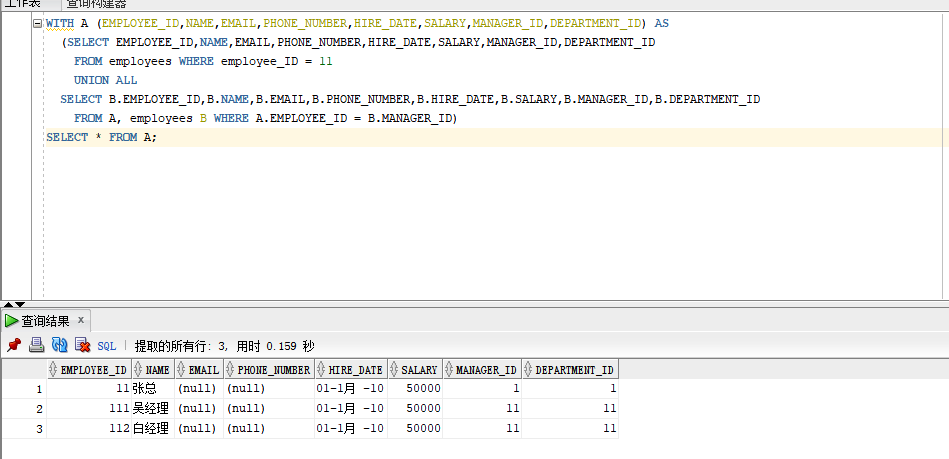 工作表 查询构建器
WITH A (EMPLOYEE_ID,NAME,EMAIL,PHONE_NUMBER,HIRE_DATE,SALARY,MANAGER_ID,DEPARTMENT_ID) AS
(SELECT EMPLOYEE_ID,NAME,EMAIL,PHONE_NUMBER,HIRE_DATE,SALARY,MANAGER_ID,DEPARTMENT_ID
FROM employees WHERE employee_ID = 11
UNION ALL
SELECT B.EMPLOYEE_ID,B.NAME,B.EMAIL,B.PHONE_NUMBER,B.HIRE_DATE,B.SALARY,B.MANAGER_ID,B.DEPARTMENT_ID
FROM A, employees B WHERE A.EMPLOYEE_ID = B.MANAGER_ID)
SELECT * FROM A;
查询结果 x
SQL | 提取的所有行: 3, 用时 0.159 秒
EMPLOYEE_ID NAME EMAIL PHONE_NUMBER HIRE_DATE SALARY MANAGER_ID DEPARTMENT_ID
1 11 张总 (null) (null) 01-1月 -10 50000 1 1
2 111 吴经理 (null) (null) 01-1月 -10 50000 11 11
3 112 白经理 (null) (null) 01-1月 -10 50000 11 11